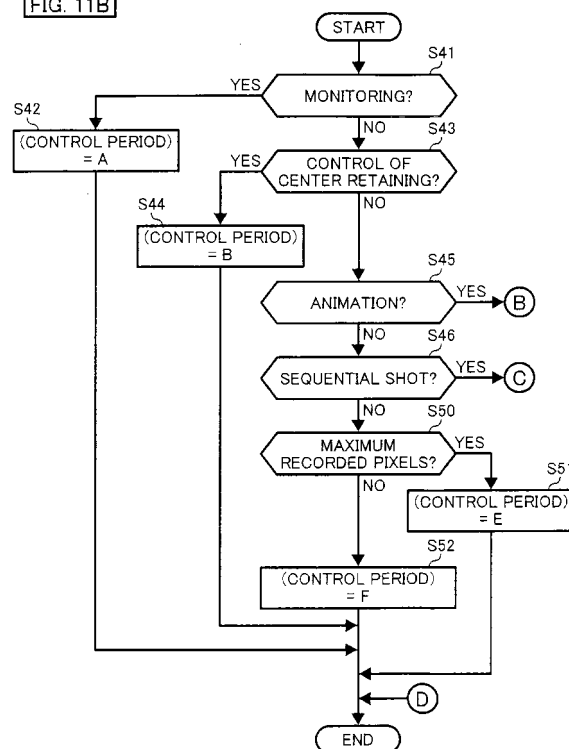 FIG. 11B
START
S41
MONITORING?
YES
NO
S42
(CONTROL PERIOD)
= A
S43
CONTROL OF
CENTER RETAINING?
YES
NO
S44
(CONTROL PERIOD)
= B
S45
ANIMATION?
YES
B
NO
S46
SEQUENTIAL SHOT?
YES
C
NO
S50
MAXIMUM
RECORDED PIXELS?
YES
NO
S51
(CONTROL PERIOD)
= E
S52
(CONTROL PERIOD)
= F
D
END